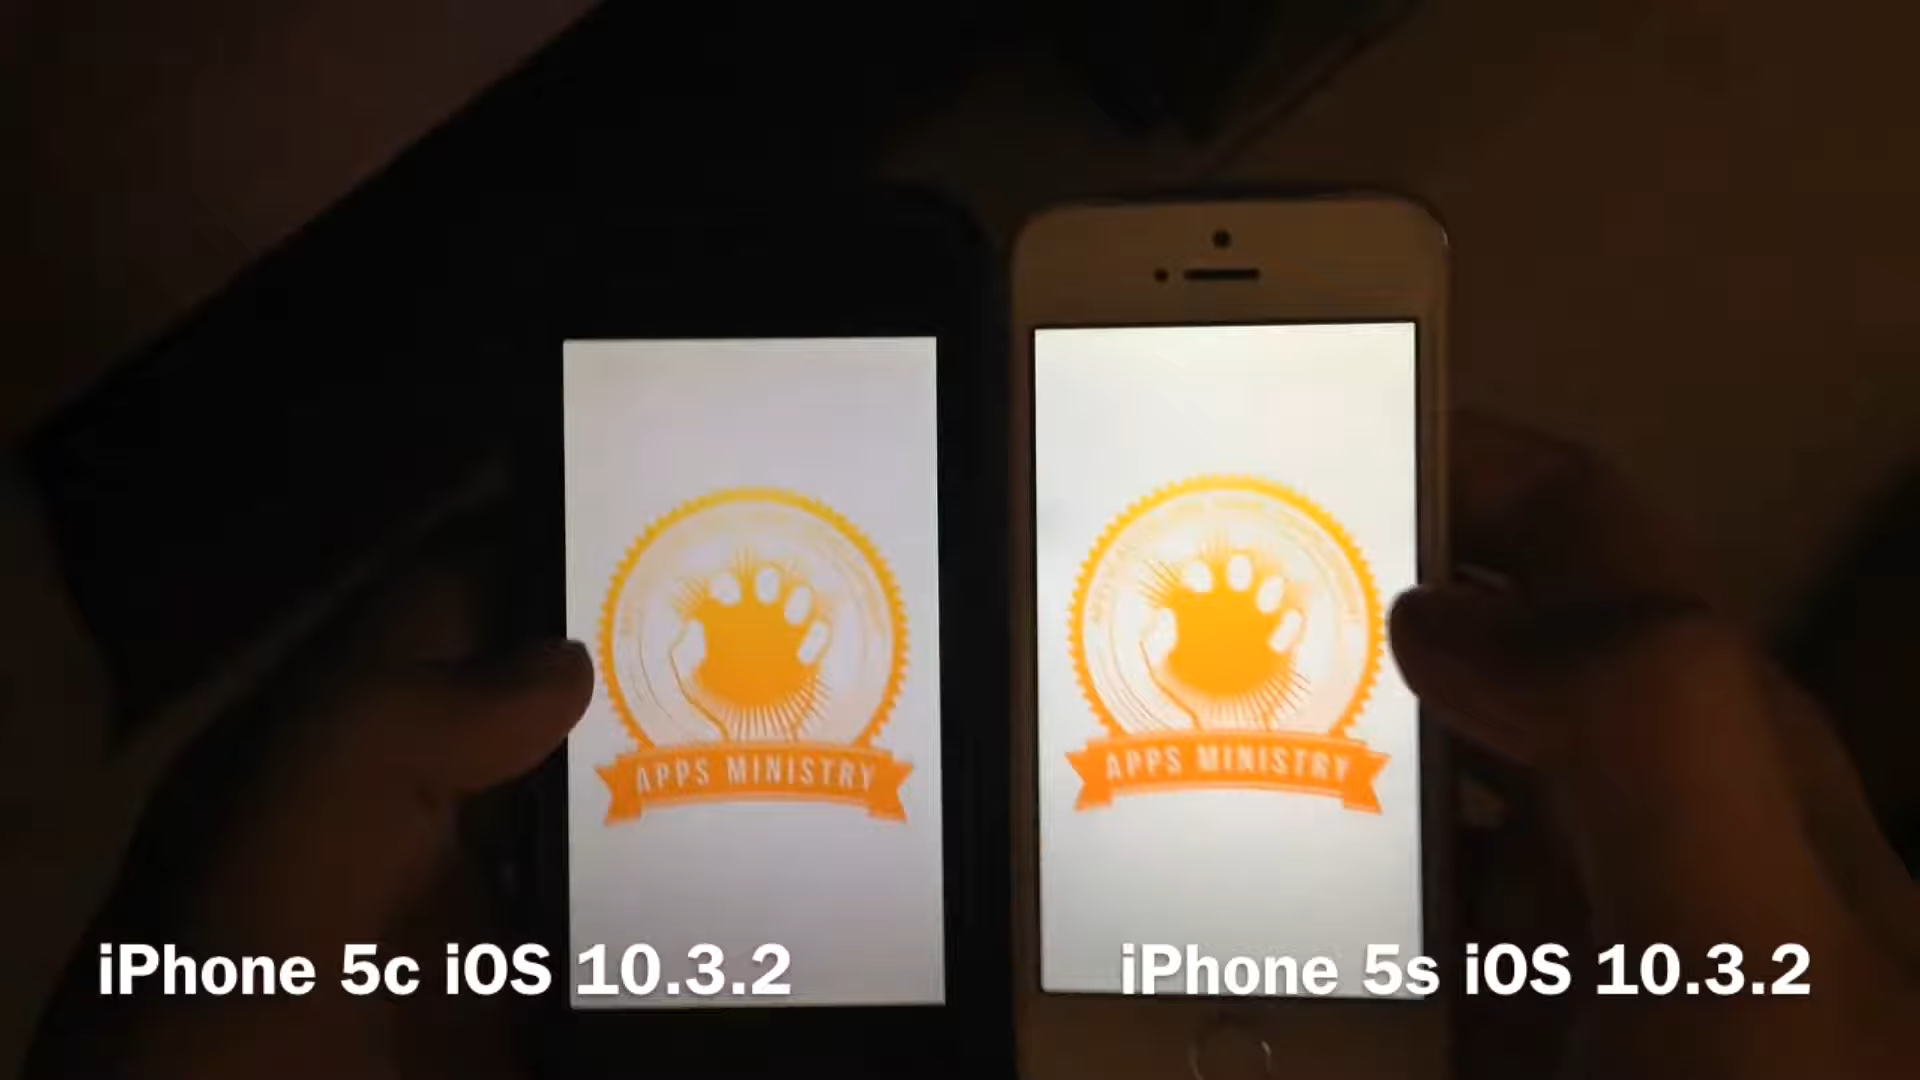 APPS MINISTRY
APPS MINISTRY
iPhone 5c iOS 10.3.2
iPhone 5s iOS 10.3.2